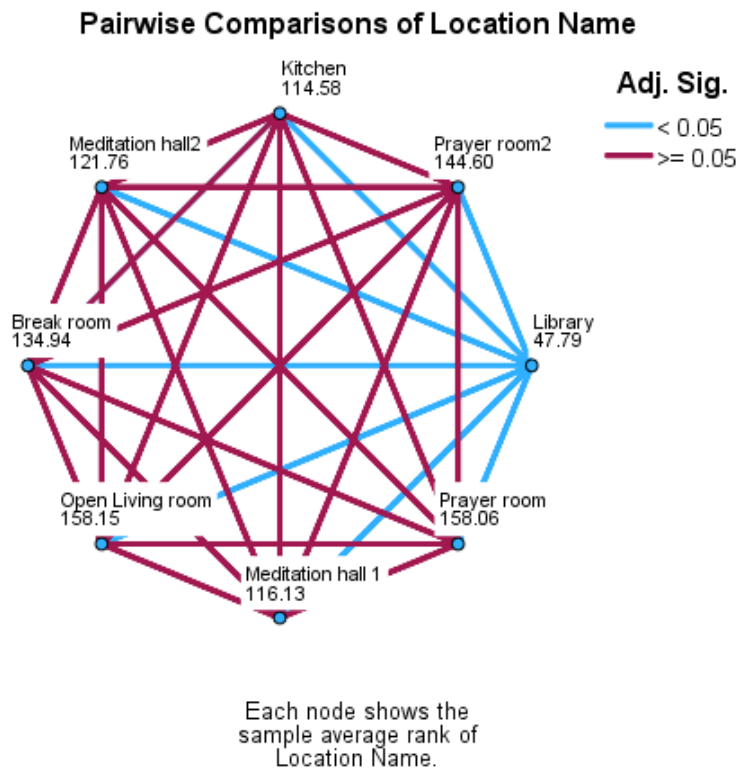 Pairwise Comparisons of Location Name
Kitchen
114.58
Adj. Sig.
< 0.05
>= 0.05
Meditation hall2
121.76
Prayer room2
144.60
Break room
134.94
Library
47.79
Open Living room
158.15
Prayer room
158.06
Meditation hall 1
116.13
Each node shows the
sample average rank of
Location Name.